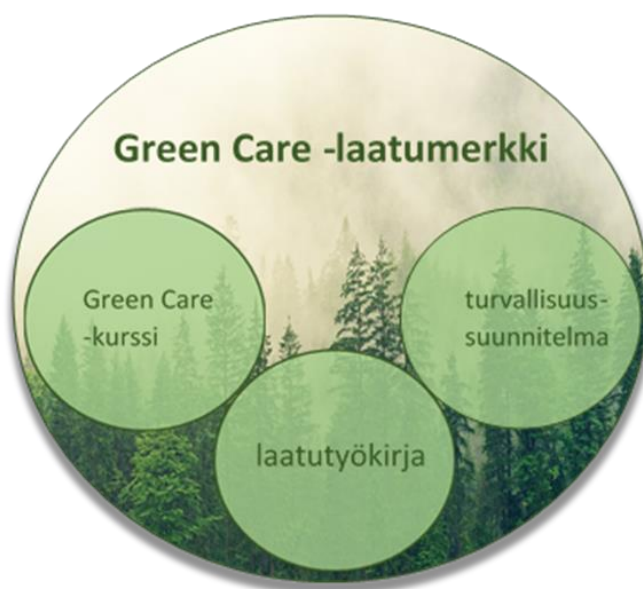 Green Care -laatumerkki
Green Care
-kurssi
turvallisuus-
suunnitelma
laatutyökirja